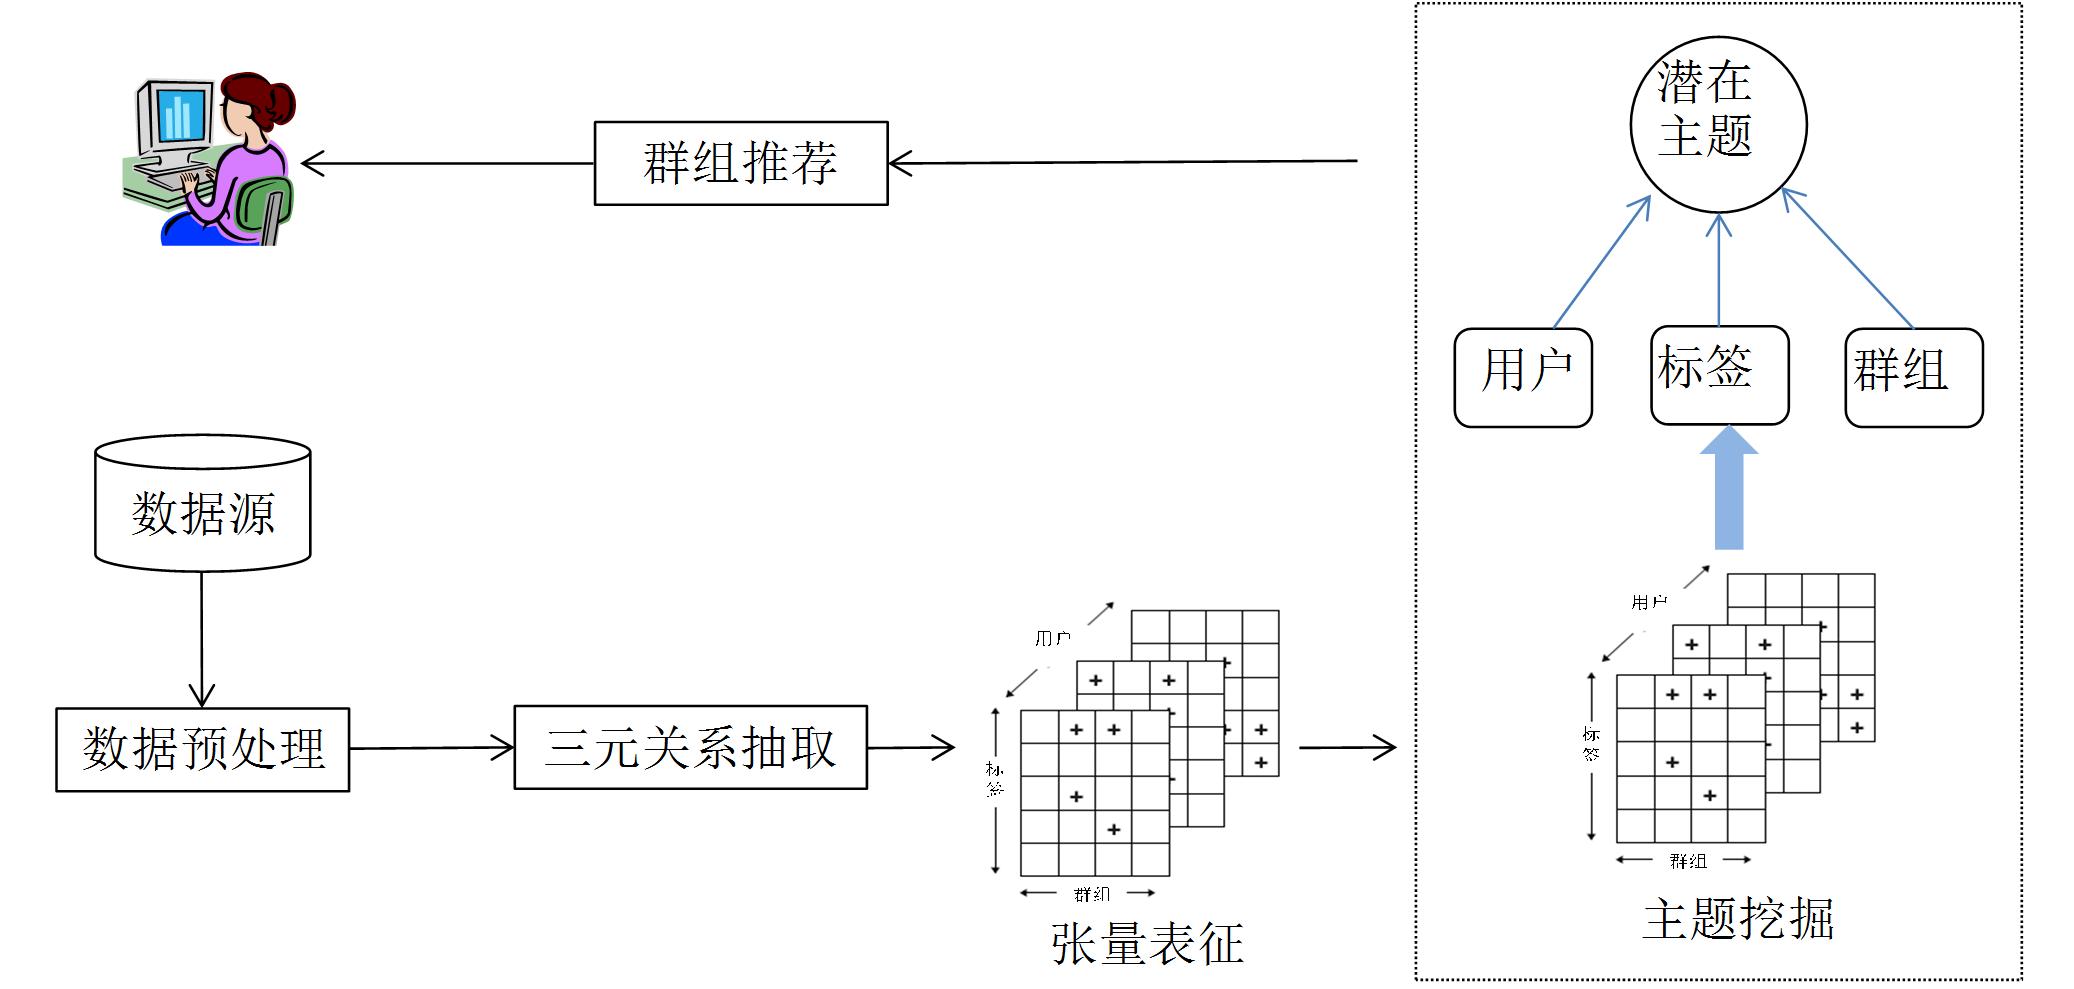 潜在
主题
群组推荐
用户
标签
群组
数据源
数据预处理
三元关系抽取
用户
标签
群组
张量表征
用户
标签
群组
主题挖掘